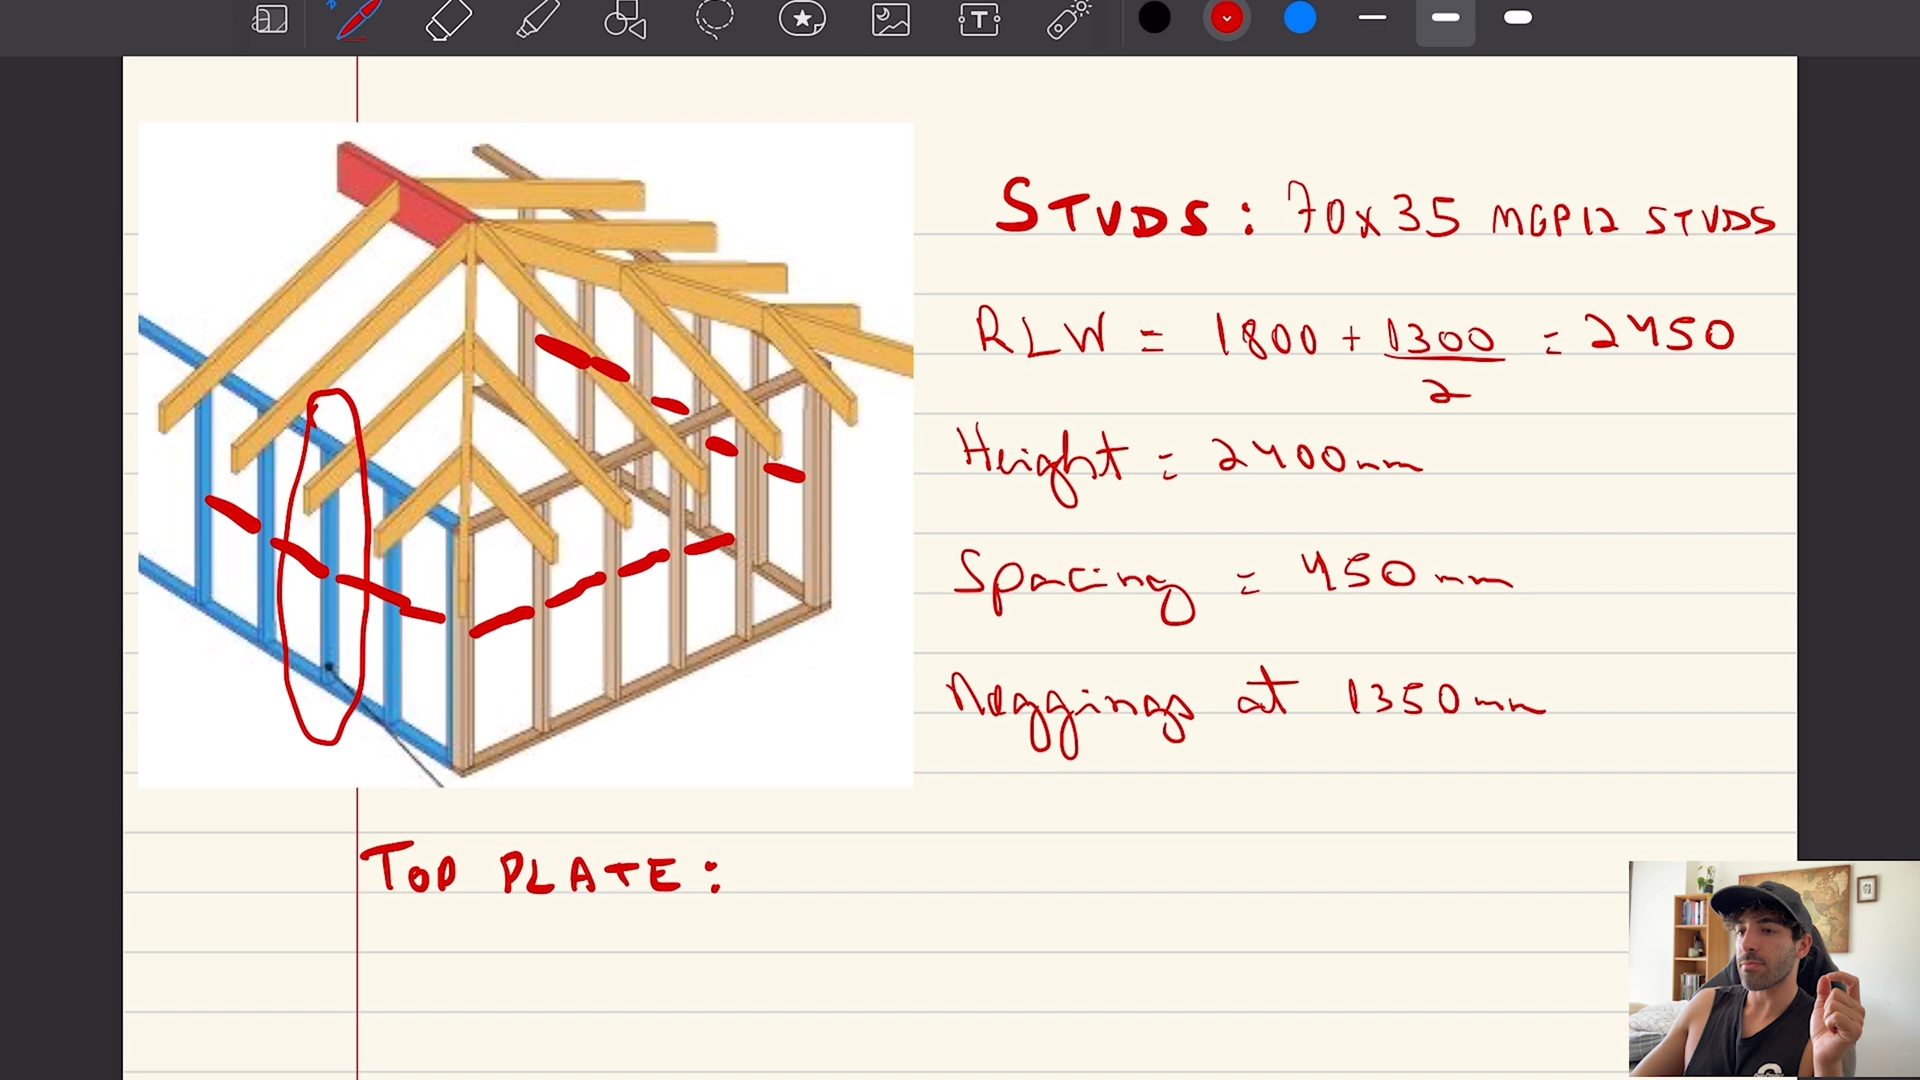 STUDS: 70x35 MGP12 STUDS
RLW = 1800 + 1300/2 = 2450
Height = 2400mm
Spacing = 450mm
Noggings at 1350mm
TOP PLATE: